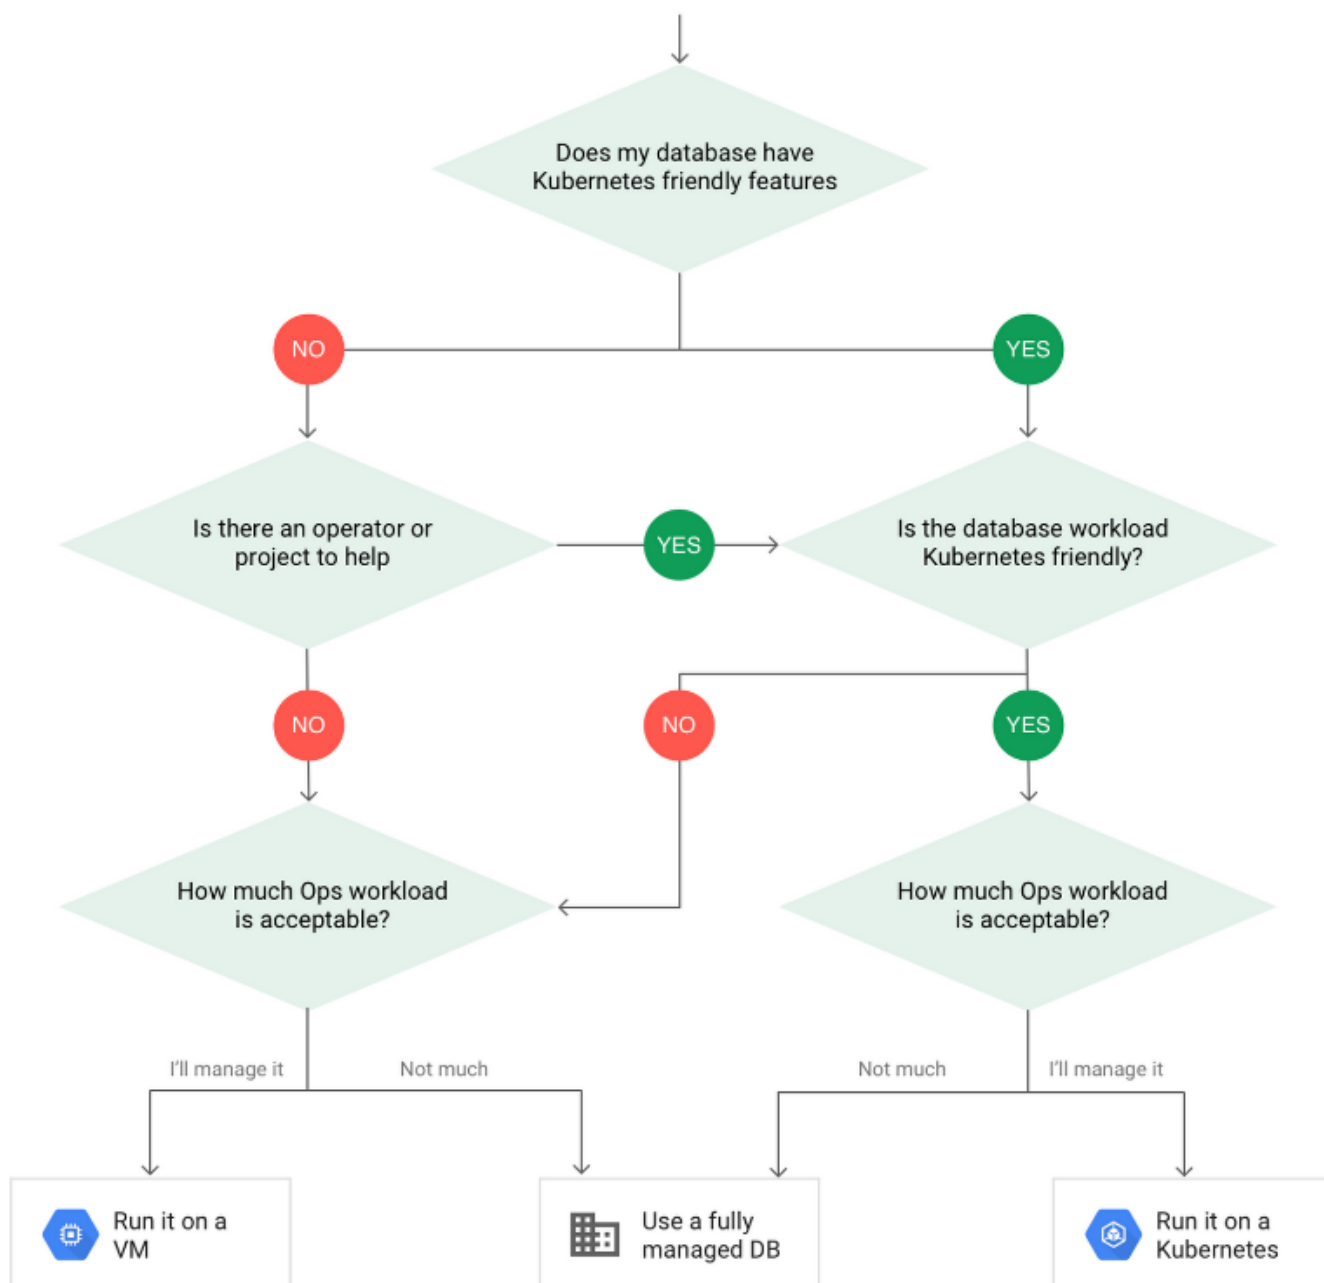 Does my database have
Kubernetes friendly features
NO
YES
Is there an operator or
project to help
YES
Is the database workload
Kubernetes friendly?
NO
NO
YES
How much Ops workload
is acceptable?
How much Ops workload
is acceptable?
I'll manage it
Not much
Not much
I'll manage it
Run it on a
VM
Use a fully
managed DB
Run it on a
Kubernetes